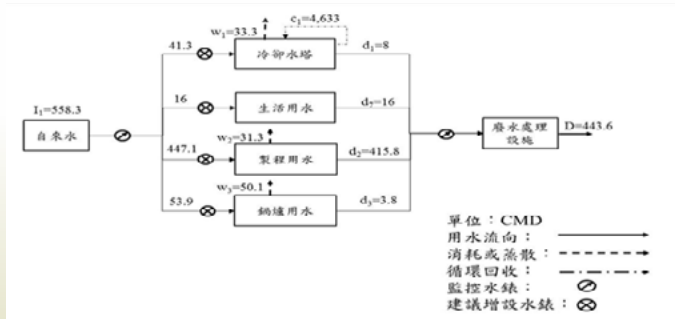 w₁=33.3
c₁=4,633
41.3
冷卻水塔
d₁=8
I₁=558.3
自來水
16
生活用水
d₇=16
廢水處理
設施
D=443.6
w₂=31.3
447.1
製程用水
d₂=415.8
w₃=50.1
53.9
鍋爐用水
d₃=3.8
單位：CMD
用水流向：
消耗或蒸散：
循環回收：
監控水錶：
建議增設水錶：